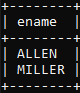 +--------+
| ename  |
+--------+
| ALLEN  |
| MILLER |
+--------+